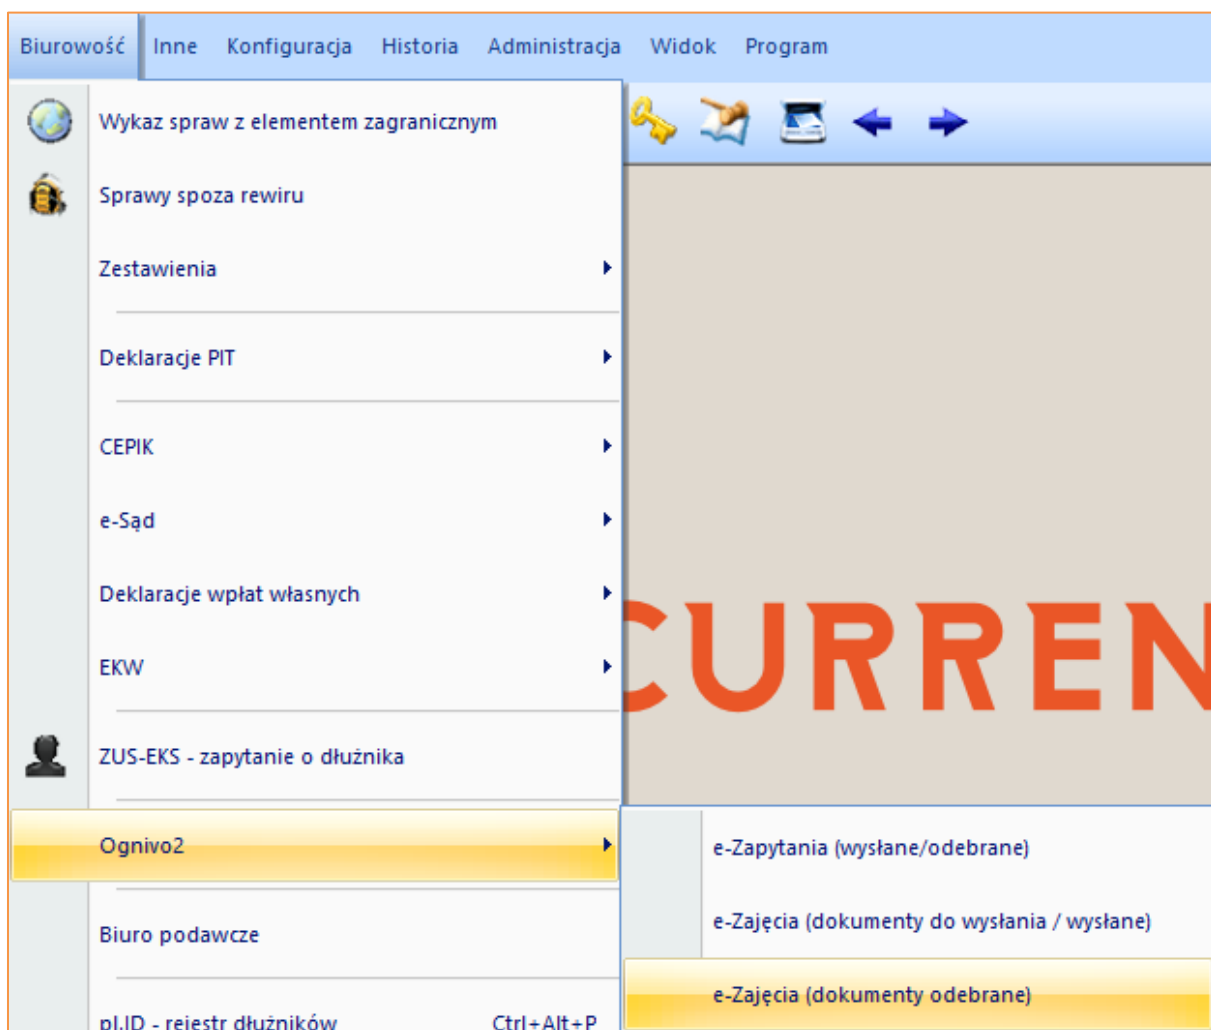 Biurowość Inne Konfiguracja Historia Administracja Widok Program
Wykaz spraw z elementem zagranicznym
Sprawy spoza rewiru
Zestawienia
Deklaracje PIT
CEPIK
e-Sąd
Deklaracje wpłat własnych
EKW
CURREN
ZUS-EKS - zapytanie o dłużnika
Ognivo2
e-Zapytania (wysłane/odebrane)
e-Zajęcia (dokumenty do wysłania / wysłane)
Biuro podawcze
e-Zajęcia (dokumenty odebrane)
pl.ID - rejestr dłużników Ctrl+Alt+P